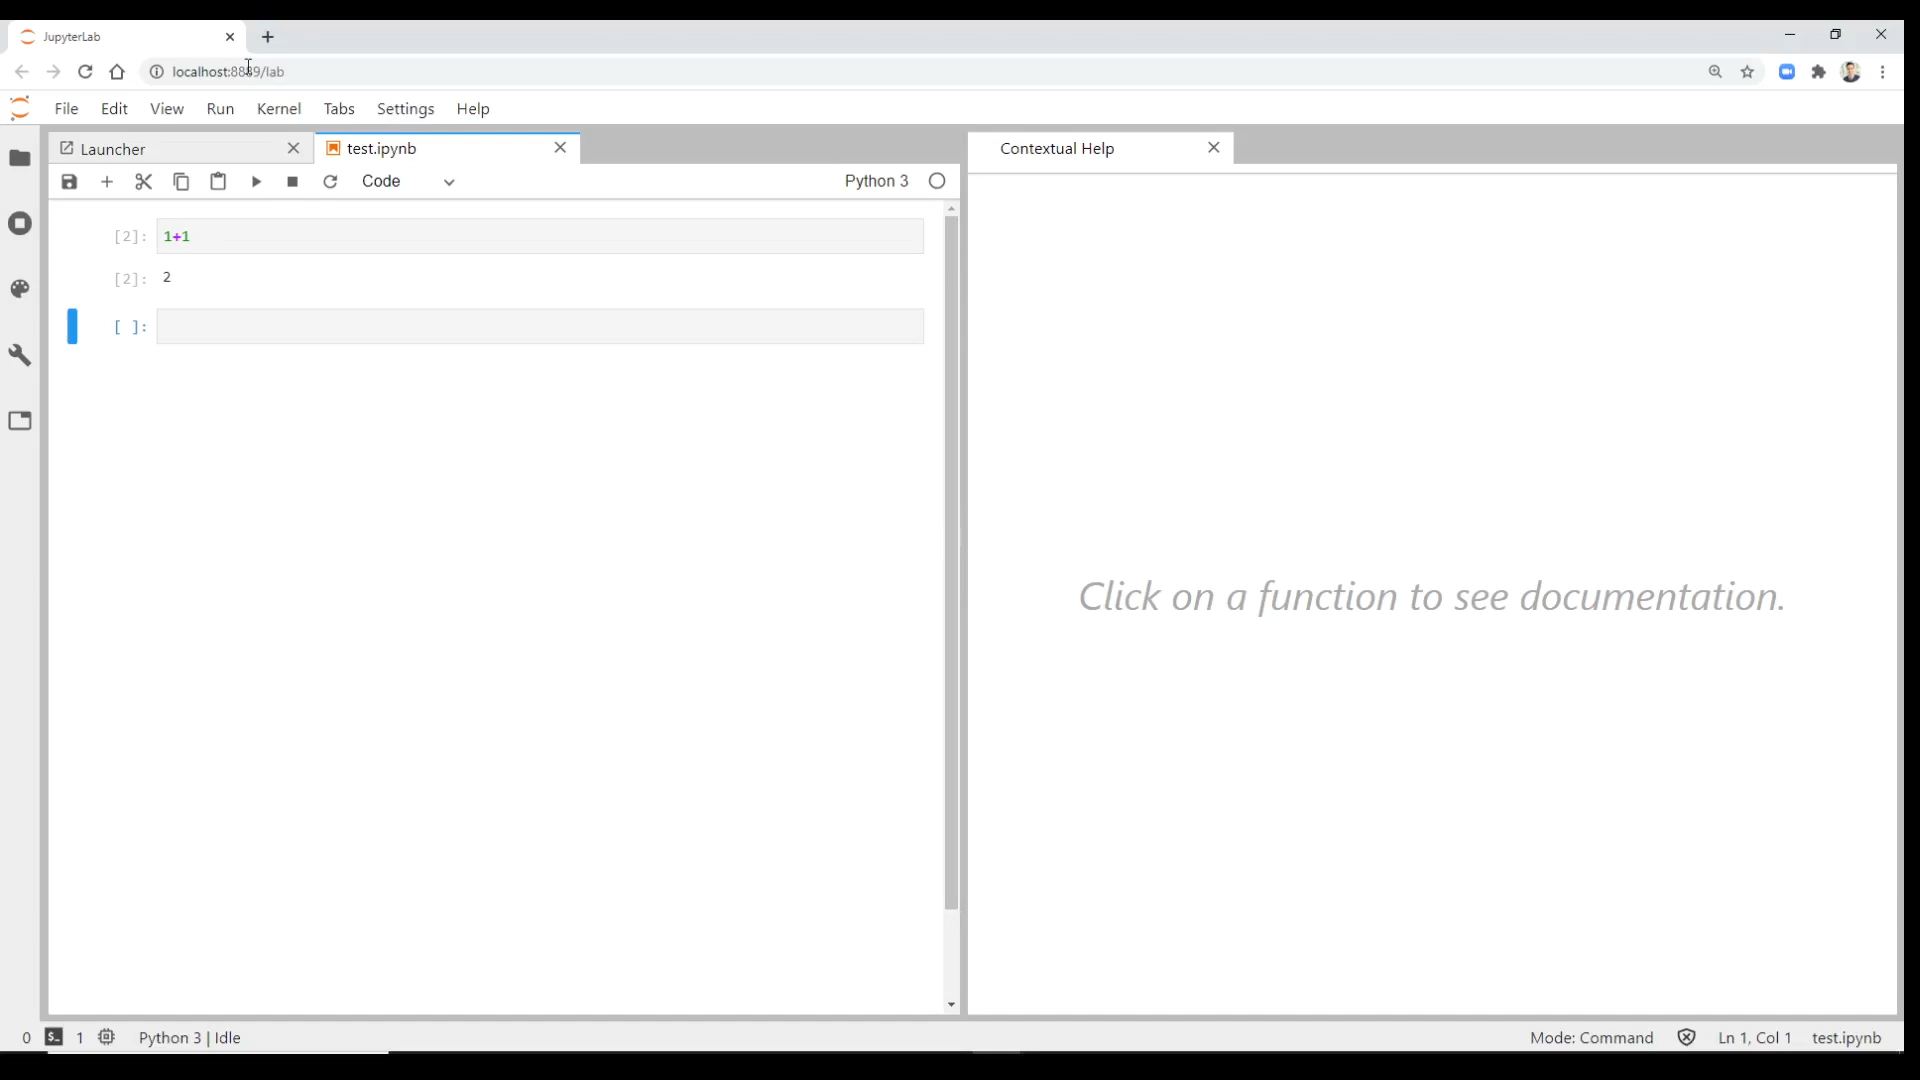 JupyterLab
localhost:8889/lab
File Edit View Run Kernel Tabs Settings Help
Launcher
test.ipynb
Contextual Help
Code
Python 3
[2]: 1+1
[2]: 2
[ ]:
Click on a function to see documentation.
0 1 Python 3 | Idle
Mode: Command Ln 1, Col 1 test.ipynb